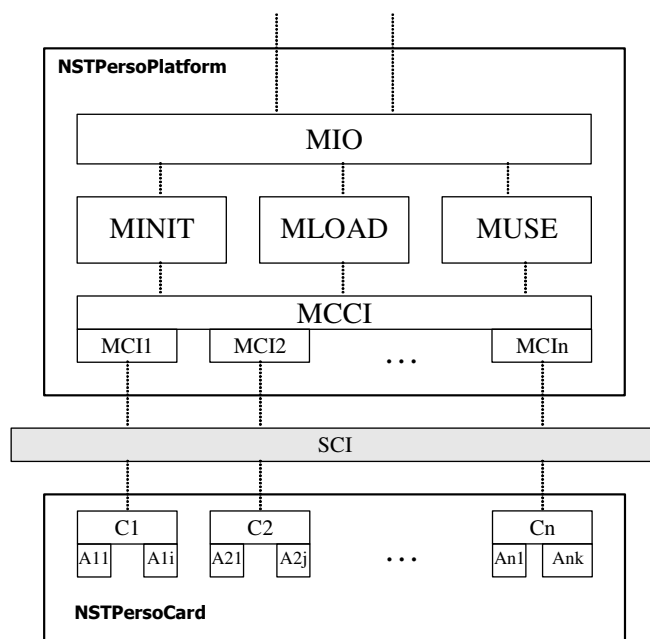 NSTPersoPlatform
MIO
MINIT MLOAD MUSE
MCCI
MCI1 MCI2 ... MCIn
SCI
C1 C2 Cn
A11 A1i A21 A2j ... An1 Ank
NSTPersoCard